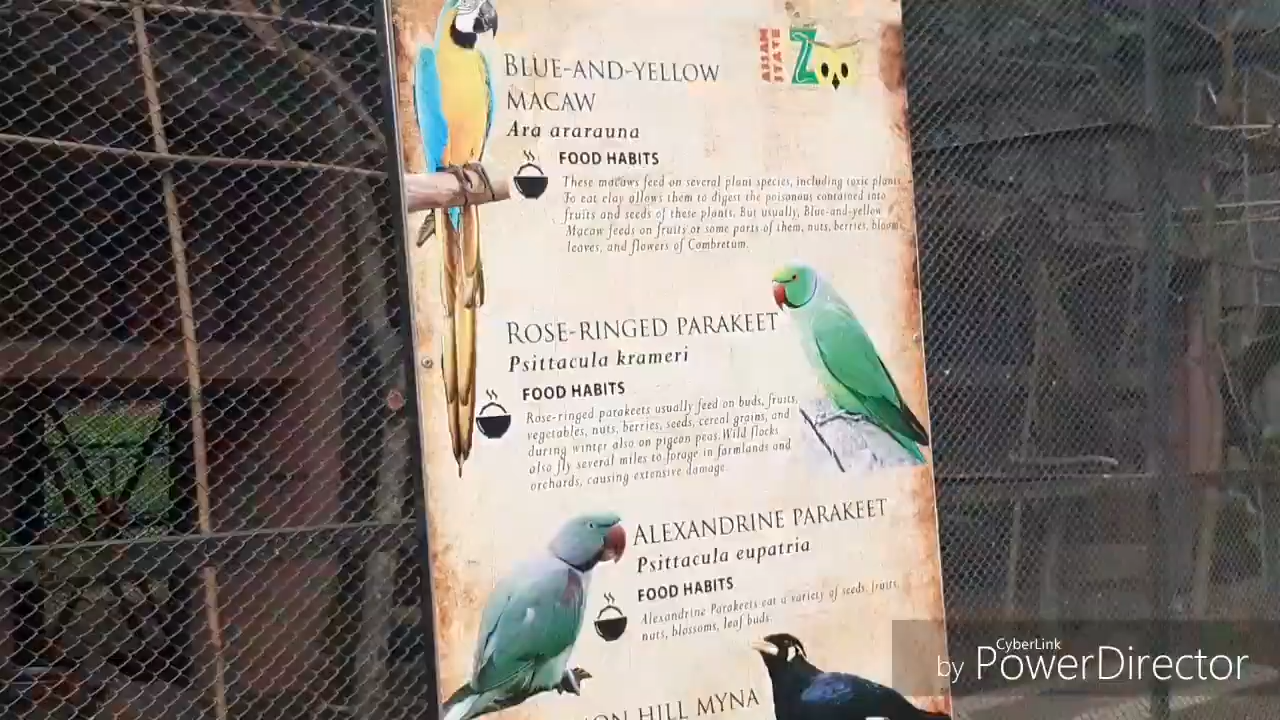 ASSAM
STATE
ZOO
BLUE-AND-YELLOW
MACAW
Ara ararauna
FOOD HABITS
These macaws feed on several plant species, including toxic plants
To eat clay allows them to digest the poisonous contained into
fruits and seeds of these plants. But usually, Blue-and-yellow
Macaw feeds on fruits or some parts of them, nuts, berries, blooms
leaves, and flowers of Combretum.
ROSE-RINGED PARAKEET
Psittacula krameri
FOOD HABITS
Rose-ringed parakeets usually feed on buds, fruits,
vegetables, nuts, berries, seeds, cereal grains, and
during winter also on pigeon peas.Wild flocks
also fly several miles to forage in farmlands and
orchards, causing extensive damage.
ALEXANDRINE PARAKEET
Psittacula eupatria
FOOD HABITS
Alexandrine Parakeets eat a variety of seeds, fruits,
nuts, blossoms, leaf buds.
HILL MYNA
CyberLink
by PowerDirector